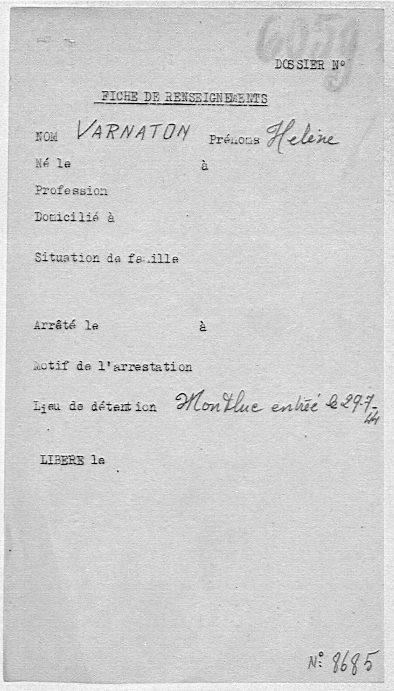 6059
DOSSIER N°
FICHE DE RENSEIGNEMENTS
NOM VARNATON Prénoms Helène
Né le à
Profession
Domicilié à
Situation de famille
Arrêté le à
Motif de l'arrestation
Lieu de détention Montluc entrée le 29-7-44
LIBERE le
N°: 8685